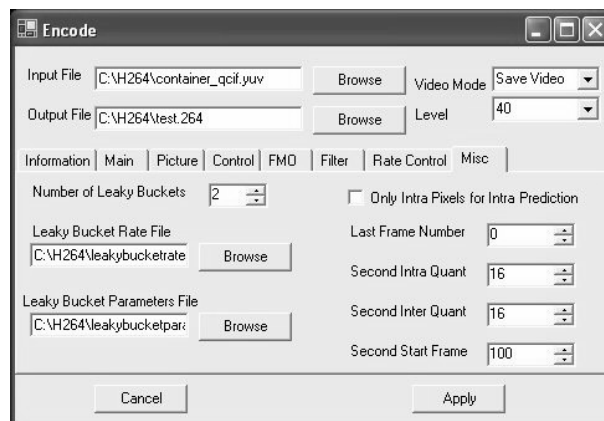 Encode
Input File C:\H264\container_qcif.yuv Browse Video Mode Save Video
Output File C:\H264\test.264 Browse Level 40
Information Main Picture Control FMO Filter Rate Control Misc
Number of Leaky Buckets 2
Only Intra Pixels for Intra Prediction
Leaky Bucket Rate File
C:\H264\leakybucketrate Browse
Last Frame Number 0
Second Intra Quant 16
Leaky Bucket Parameters File
C:\H264\leakybucketpara Browse
Second Inter Quant 16
Second Start Frame 100
Cancel Apply